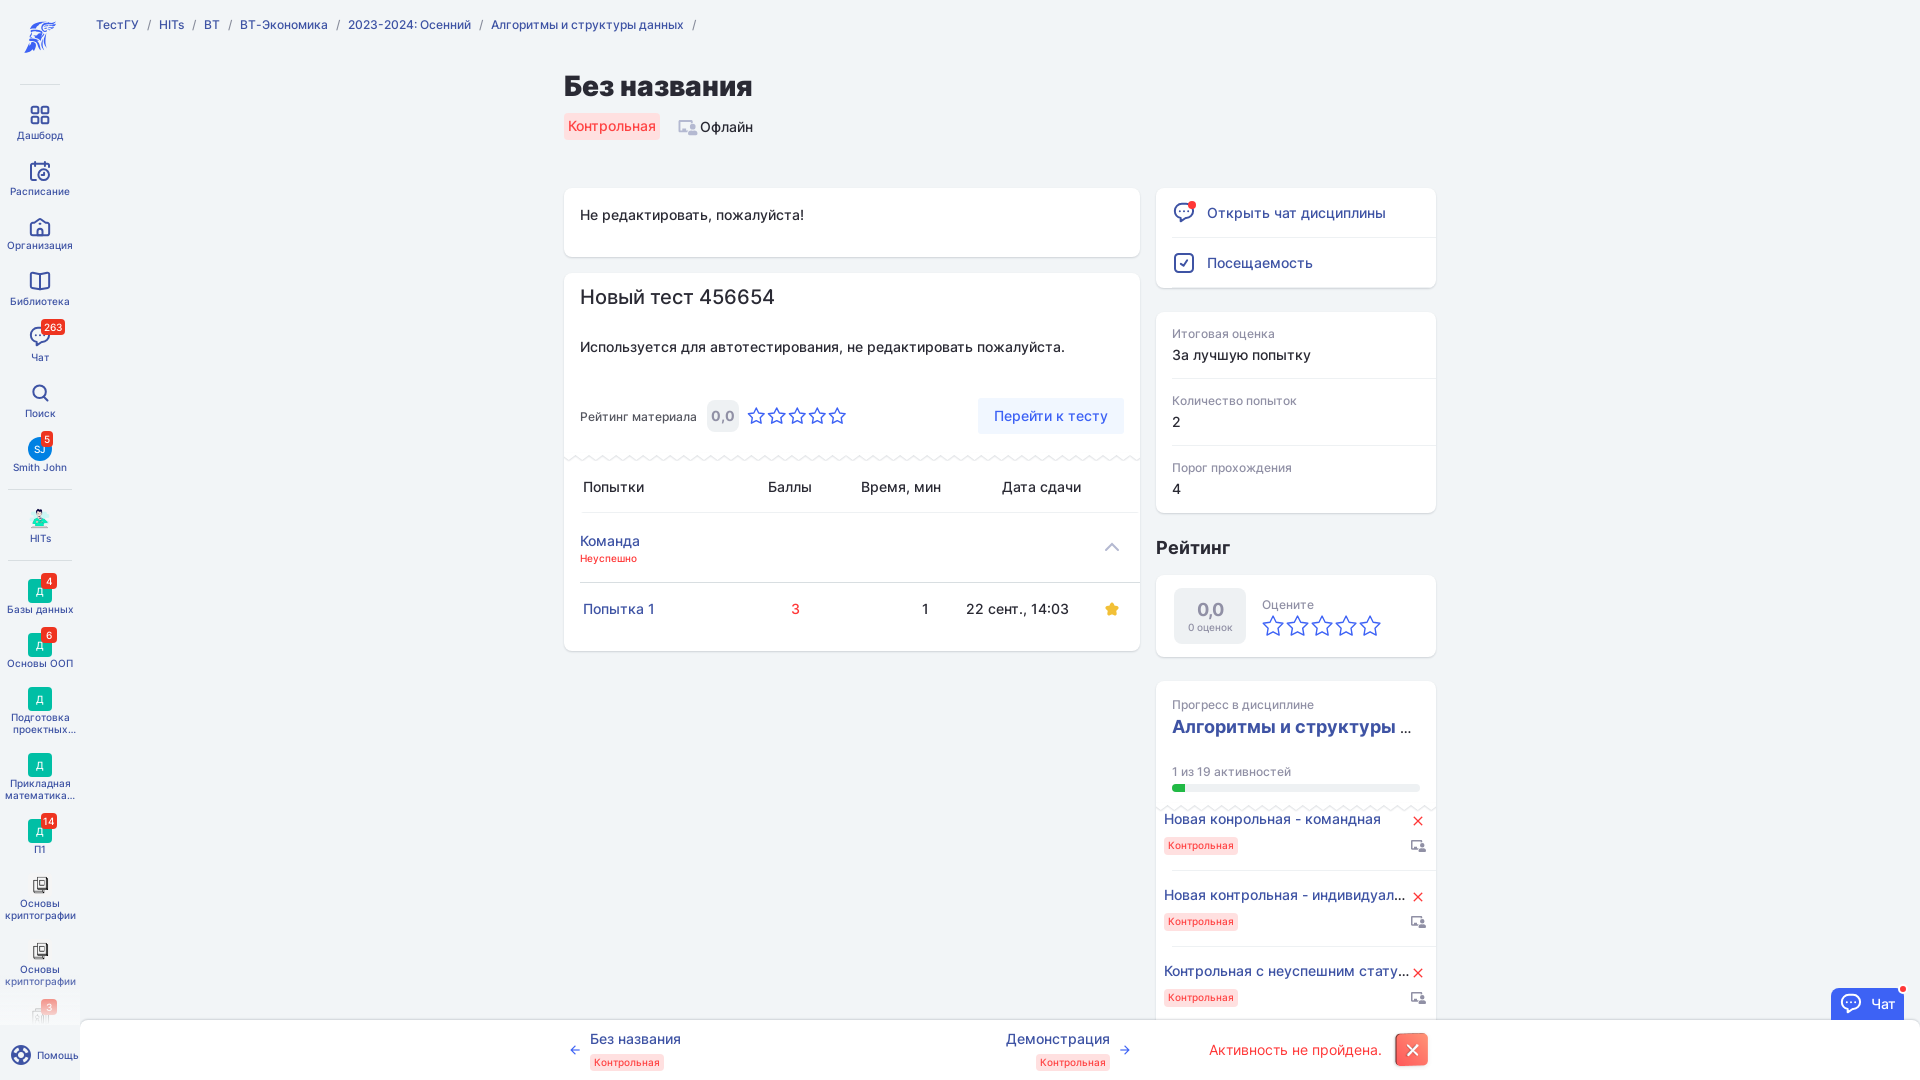 ТестГУ / HITs / ВТ / ВТ-Экономика / 2023-2024: Осенний / Алгоритмы и структуры данных /
Дашборд
Расписание
Организация
Библиотека
263
Чат
Поиск
5
SJ
Smith John
HITs
4
Д
Базы данных
6
Д
Основы ООП
Д
Подготовка
проектных...
Д
Прикладная
математика...
14
Д
П1
Основы
криптографии
Основы
криптографии
3
Помощь
Без названия
Контрольная
Офлайн
Не редактировать, пожалуйста!
Новый тест 456654
Используется для автотестирования, не редактировать пожалуйста.
Рейтинг материала 0,0
Перейти к тесту
Попытки Баллы Время, мин Дата сдачи
Команда
Неуспешно
Попытка 1 3 1 22 сент., 14:03
Открыть чат дисциплины
Посещаемость
Итоговая оценка
За лучшую попытку
Количество попыток
2
Порог прохождения
4
Рейтинг
0,0
0 оценок
Оцените
Прогресс в дисциплине
Алгоритмы и структуры ...
1 из 19 активностей
Новая конрольная - командная
Контрольная
Новая контрольная - индивидуал...
Контрольная
Контрольная с неуспешним стату...
Контрольная
Чат
Без названия
Контрольная
Демонстрация
Контрольная
Активность не пройдена.